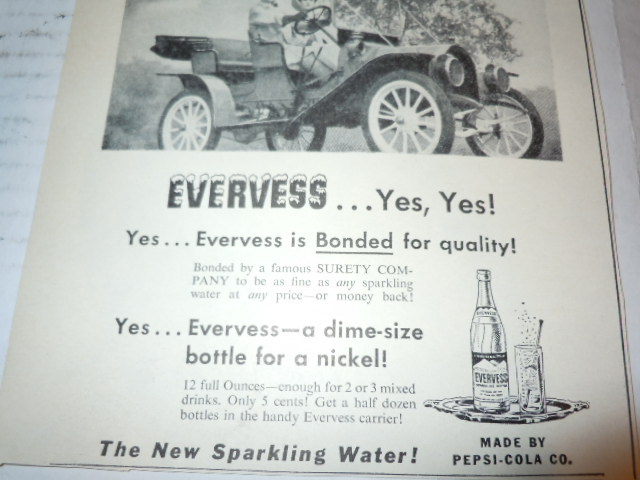 EVERVESS ... Yes, Yes!
Yes... Evervess is Bonded for quality!
Bonded by a famous SURETY COM-
PANY to be as fine as any sparkling
water at any price—or money back!
Yes... Evervess—a dime-size
bottle for a nickel!
12 full Ounces—enough for 2 or 3 mixed
drinks. Only 5 cents! Get a half dozen
bottles in the handy Evervess carrier!
EVERVESS
The New Sparkling Water!
MADE BY
PEPSI-COLA CO.